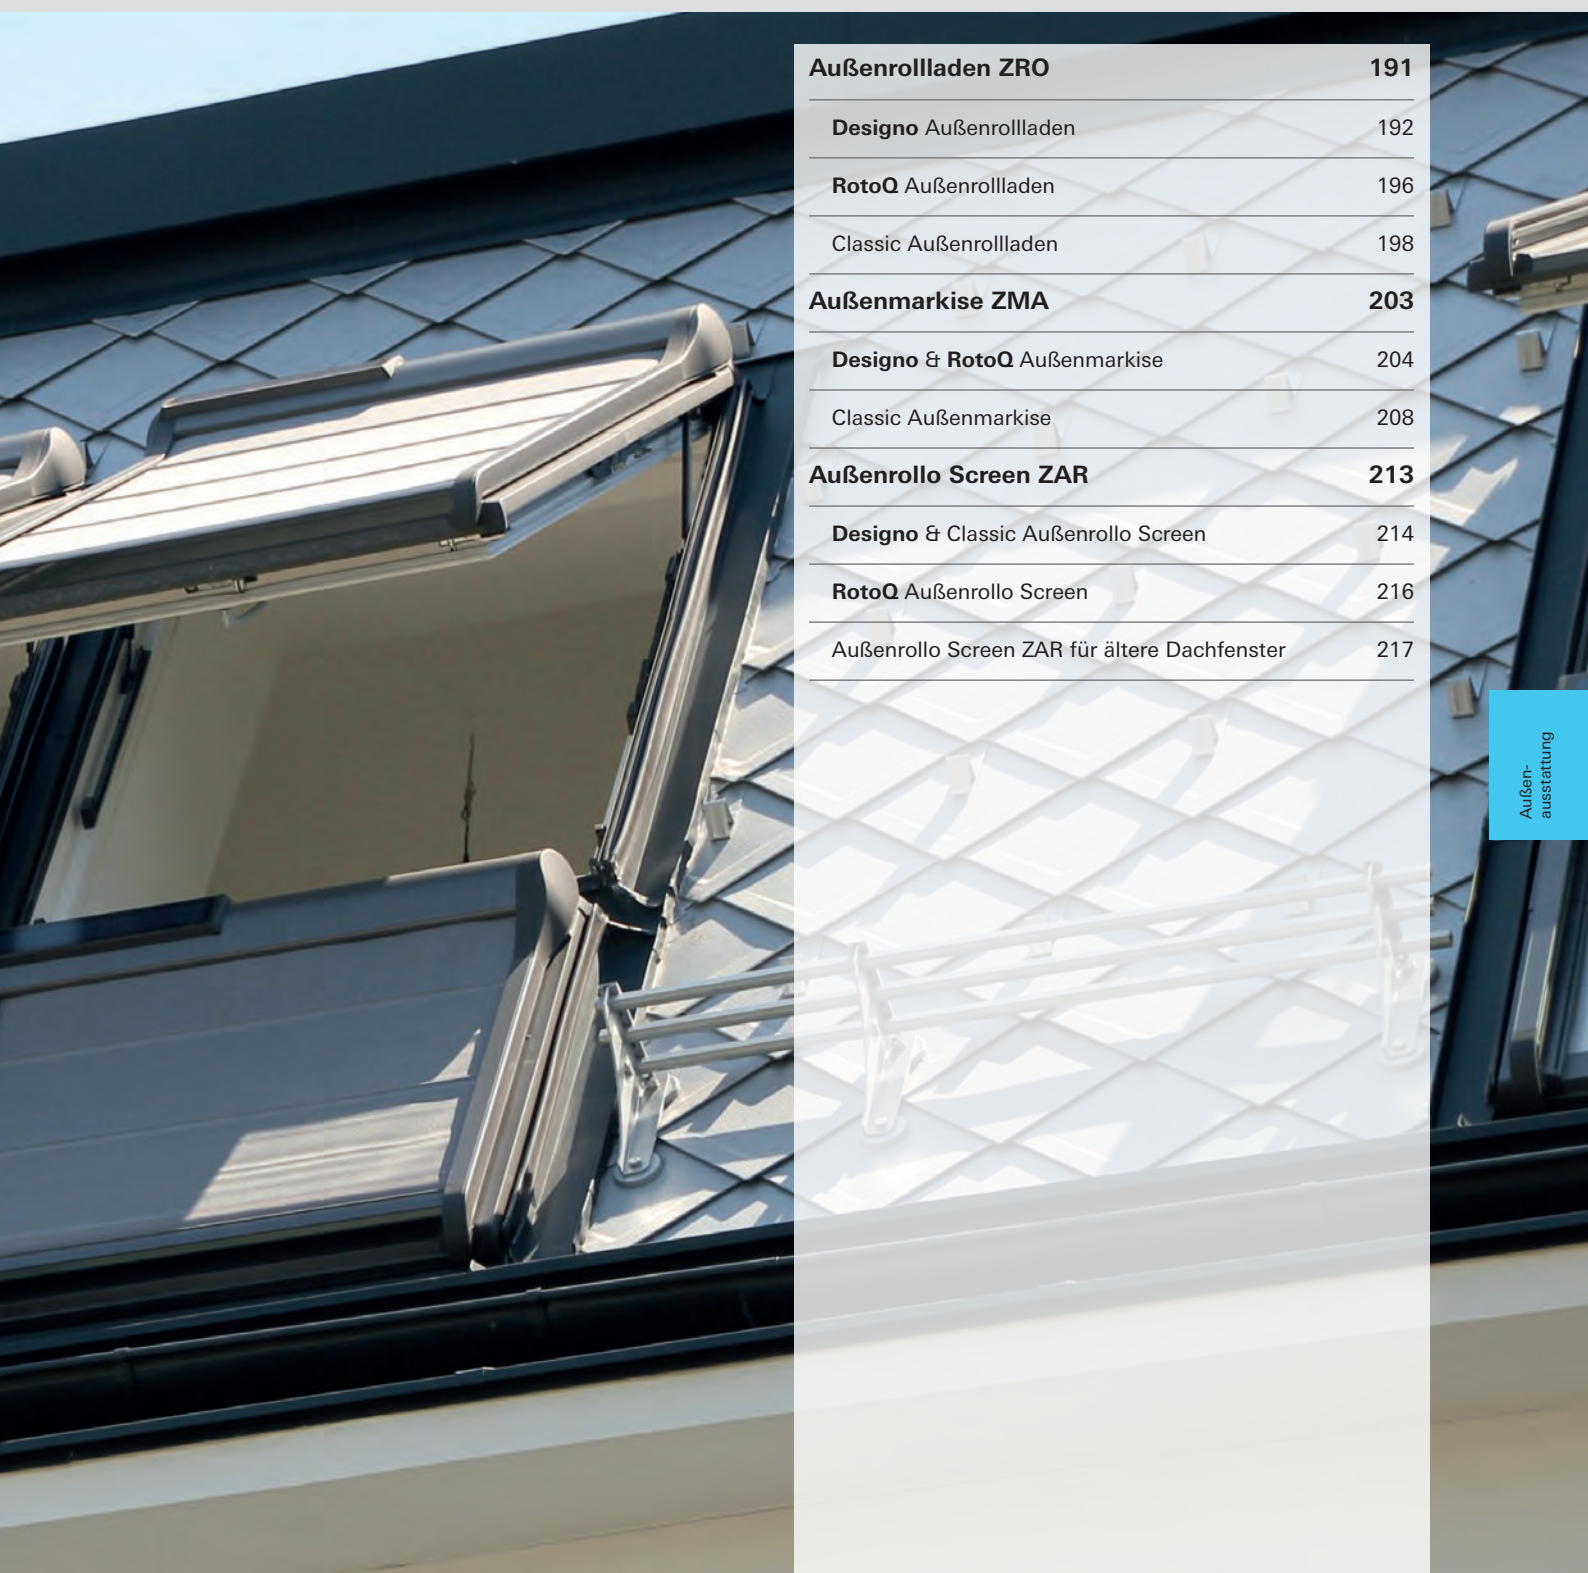 Außenrollladen ZRO 191
Designo Außenrollladen 192
RotoQ Außenrollladen 196
Classic Außenrollladen 198
Außenmarkise ZMA 203
Designo & RotoQ Außenmarkise 204
Classic Außenmarkise 208
Außenrollo Screen ZAR 213
Designo & Classic Außenrollo Screen 214
RotoQ Außenrollo Screen 216
Außenrollo Screen ZAR für ältere Dachfenster 217
Außen-
ausstattung